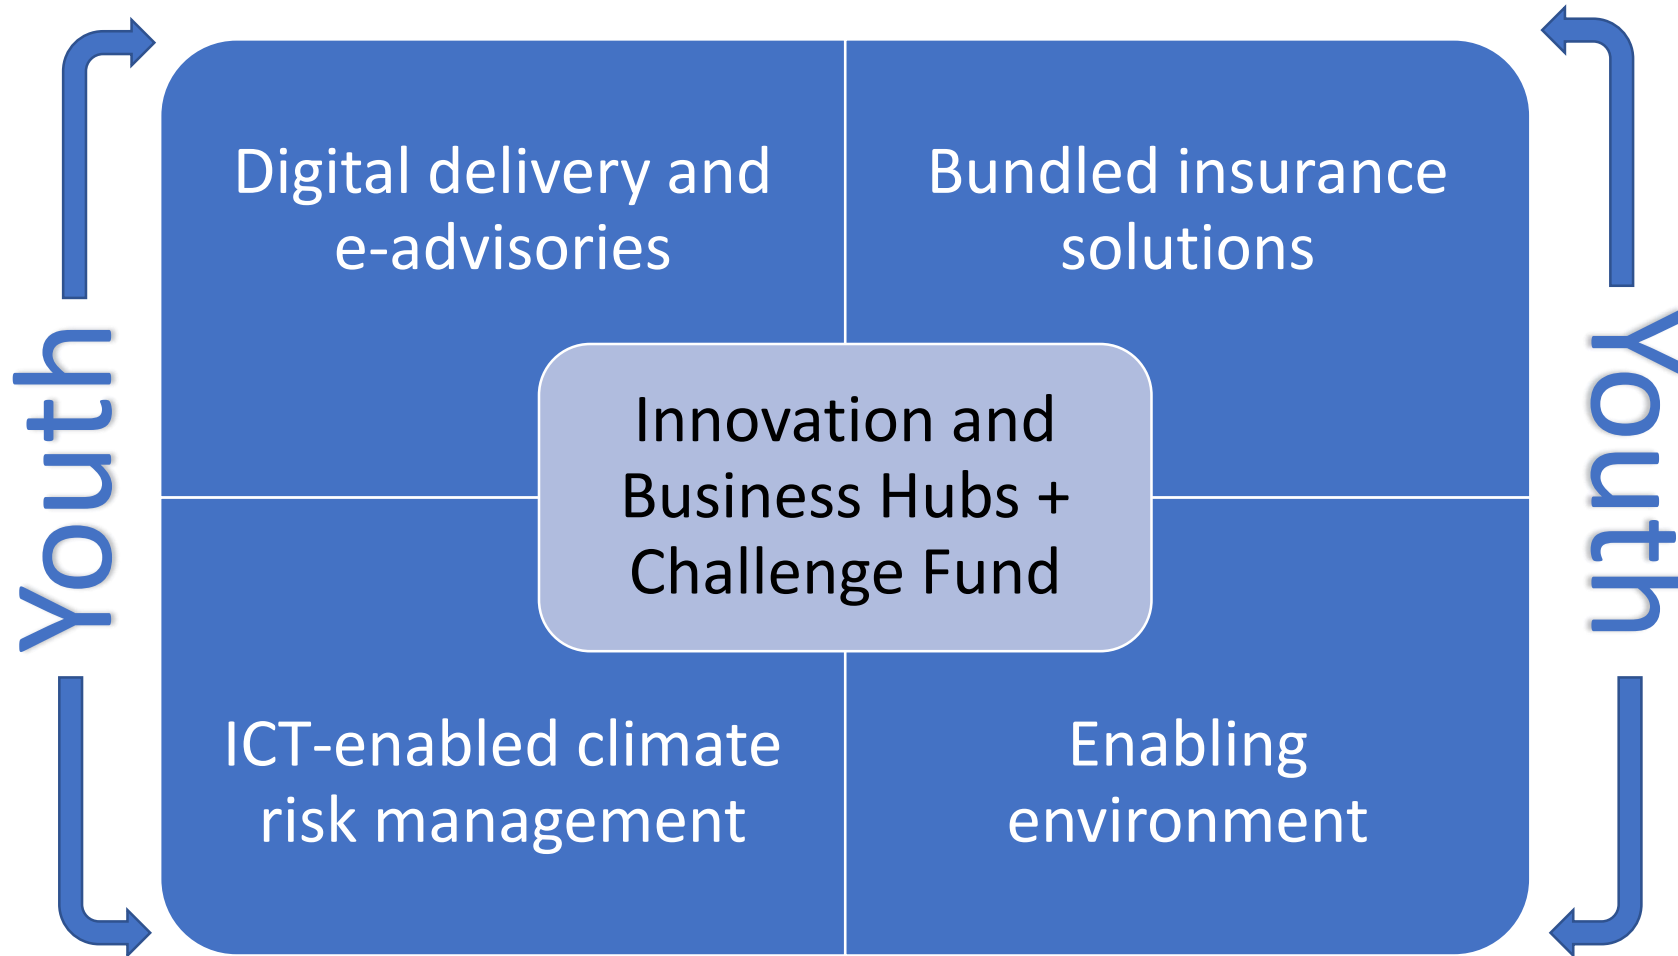 Digital delivery and
e-advisories
Bundled insurance
solutions
Youth
Innovation and
Business Hubs +
Challenge Fund
Youth
ICT-enabled climate
risk management
Enabling
environment